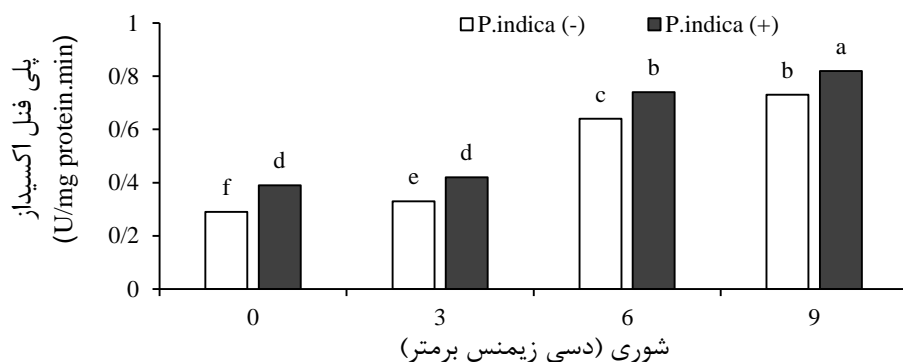 P.indica (-) P.indica (+)
پلی فنل اکسیداز
(U/mg protein.min)
1
0/8
0/6
0/4
0/2
0
f d e d c b b a
0 3 6 9
شوری (دسی زیمنس برمتر)